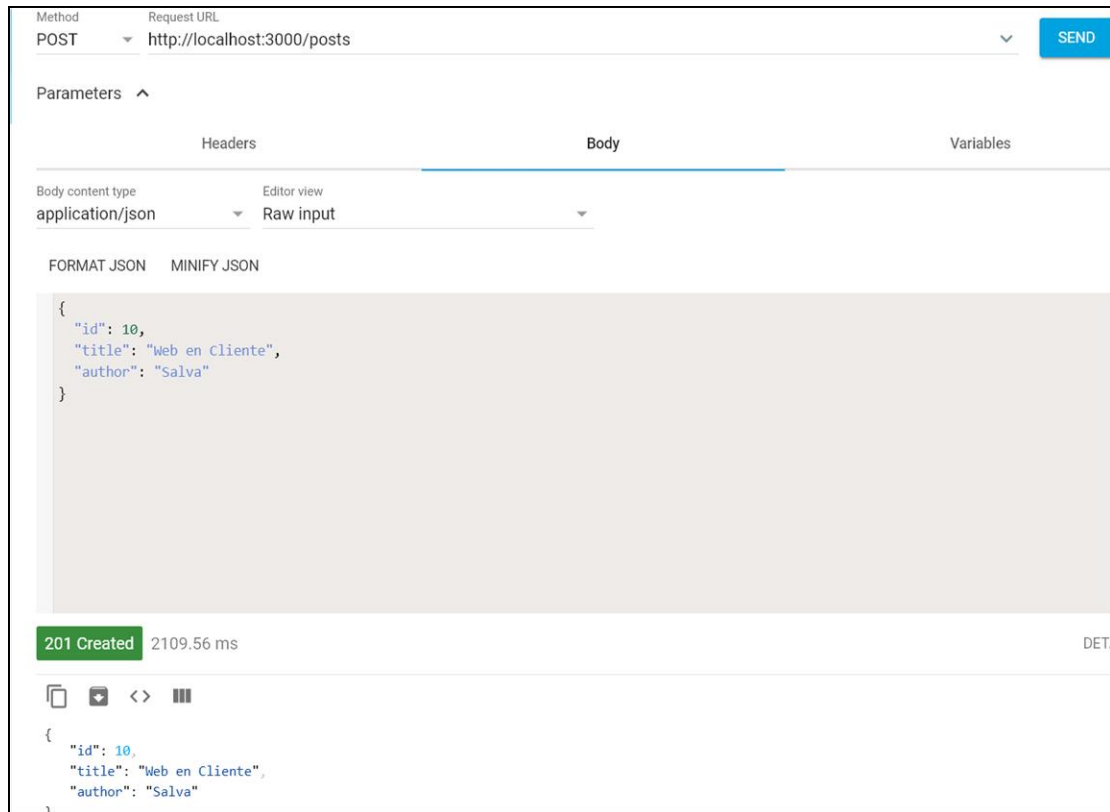 Method Request URL
POST http://localhost:3000/posts SEND
Parameters
Headers Body Variables
Body content type Editor view
application/json Raw input
FORMAT JSON MINIFY JSON
{
"id": 10,
"title": "Web en Cliente",
"author": "Salva"
}
201 Created 2109.56 ms DETA
{
"id": 10,
"title": "Web en Cliente",
"author": "Salva"
}